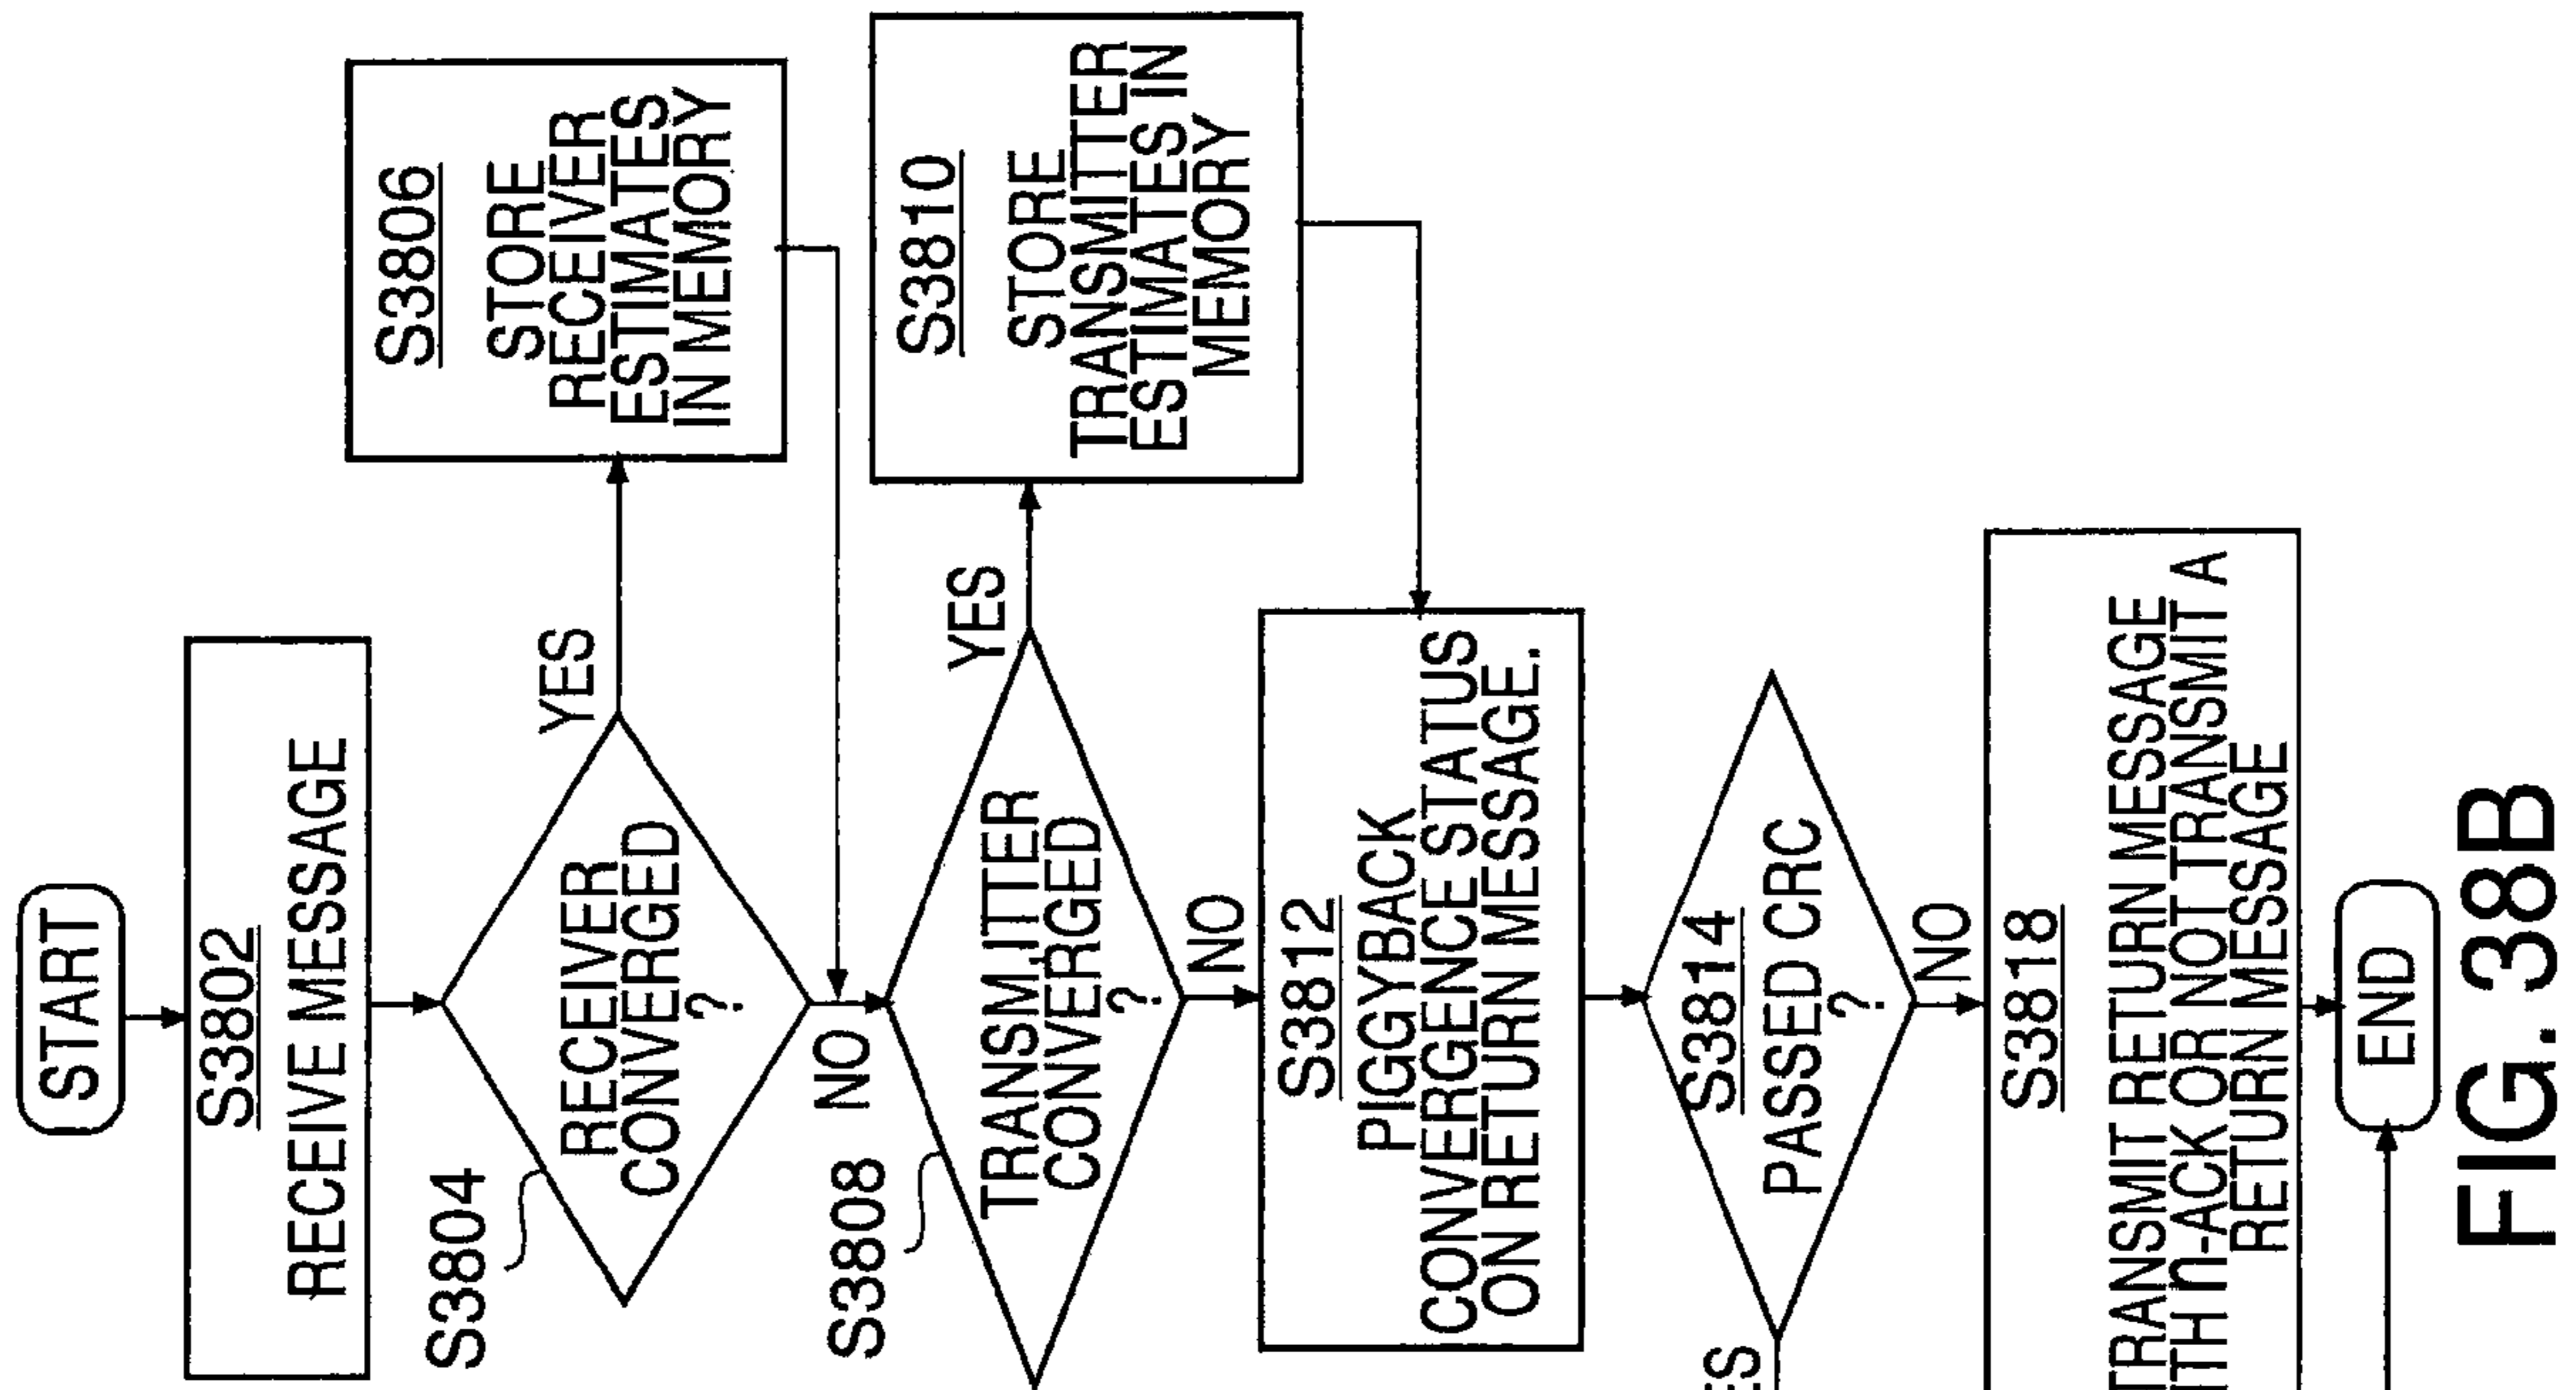 START
S3802
RECEIVE MESSAGE
S3804
RECEIVER
CONVERGED
?
YES
S3806
STORE
RECEIVER
ESTIMATES
IN MEMORY
NO
S3808
TRANSMITTER
CONVERGED
?
YES
S3810
STORE
TRANSMITTER
ESTIMATES IN
MEMORY
NO
S3812
PIGGYBACK
CONVERGENCE STATUS
ON RETURN MESSAGE.
S3814
PASSED CRC
?
NO
S3818
TRANSMIT RETURN MESSAGE
n-ACK OR NOT TRANSMIT A
RETURN MESSAGE
END
FIG. 38B